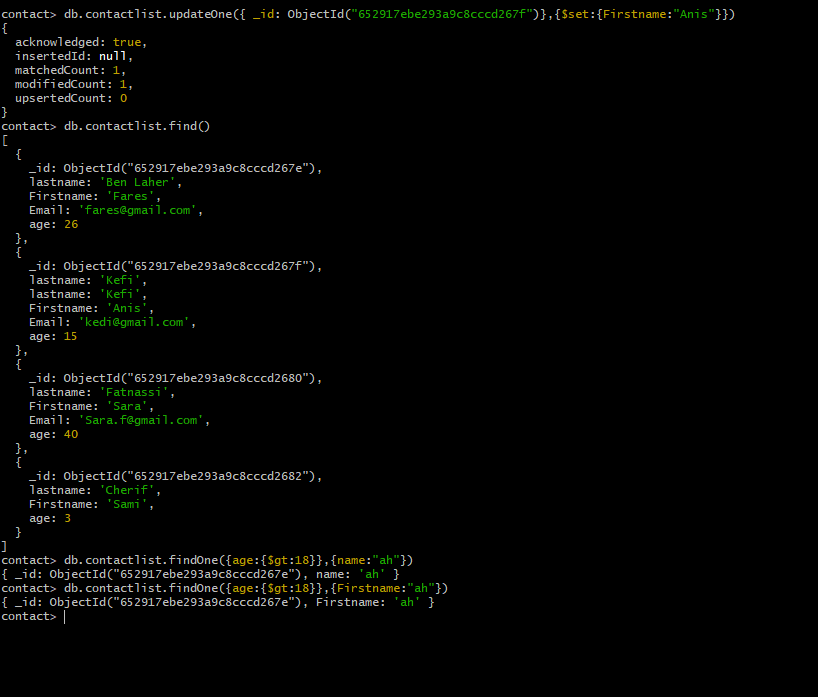 contact> db.contactlist.updateOne({ _id: ObjectId("652917ebe293a9c8cccd267f")},{$set:{Firstname:"Anis"}})
{
  acknowledged: true,
  insertedId: null,
  matchedCount: 1,
  modifiedCount: 1,
  upsertedCount: 0
}
contact> db.contactlist.find()
[
  {
    _id: ObjectId("652917ebe293a9c8cccd267e"),
    lastname: 'Ben Laher',
    Firstname: 'Fares',
    Email: 'fares@gmail.com',
    age: 26
  },
  {
    _id: ObjectId("652917ebe293a9c8cccd267f"),
    lastname: 'Kefi',
    lastname: 'Kefi',
    Firstname: 'Anis',
    Email: 'kedi@gmail.com',
    age: 15
  },
  {
    _id: ObjectId("652917ebe293a9c8cccd2680"),
    lastname: 'Fatnassi',
    Firstname: 'Sara',
    Email: 'Sara.f@gmail.com',
    age: 40
  },
  {
    _id: ObjectId("652917ebe293a9c8cccd2682"),
    lastname: 'Cherif',
    Firstname: 'Sami',
    age: 3
  }
]
contact> db.contactlist.findOne({age:{$gt:18}},{name:"ah"})
{ _id: ObjectId("652917ebe293a9c8cccd267e"), name: 'ah' }
contact> db.contactlist.findOne({age:{$gt:18}},{Firstname:"ah"})
{ _id: ObjectId("652917ebe293a9c8cccd267e"), Firstname: 'ah' }
contact>